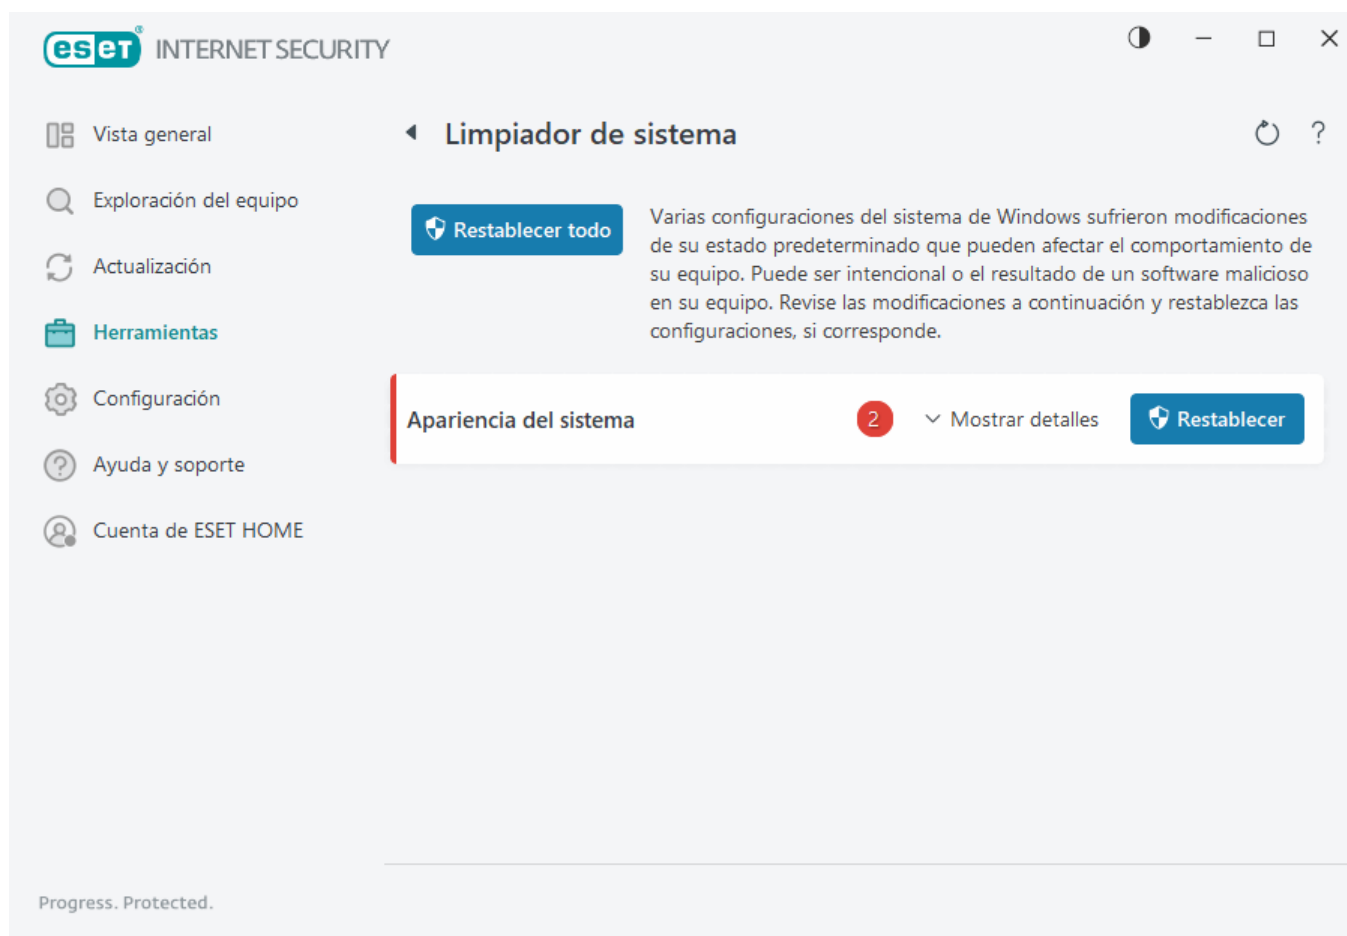 eset® INTERNET SECURITY
Vista general
Exploración del equipo
Actualización
Herramientas
Configuración
Ayuda y soporte
Cuenta de ESET HOME
Limpiador de sistema
?
Restablecer todo
Varias configuraciones del sistema de Windows sufrieron modificaciones
de su estado predeterminado que pueden afectar el comportamiento de
su equipo. Puede ser intencional o el resultado de un software malicioso
en su equipo. Revise las modificaciones a continuación y restablezca las
configuraciones, si corresponde.
Apariencia del sistema 2 Mostrar detalles Restablecer
Progress. Protected.